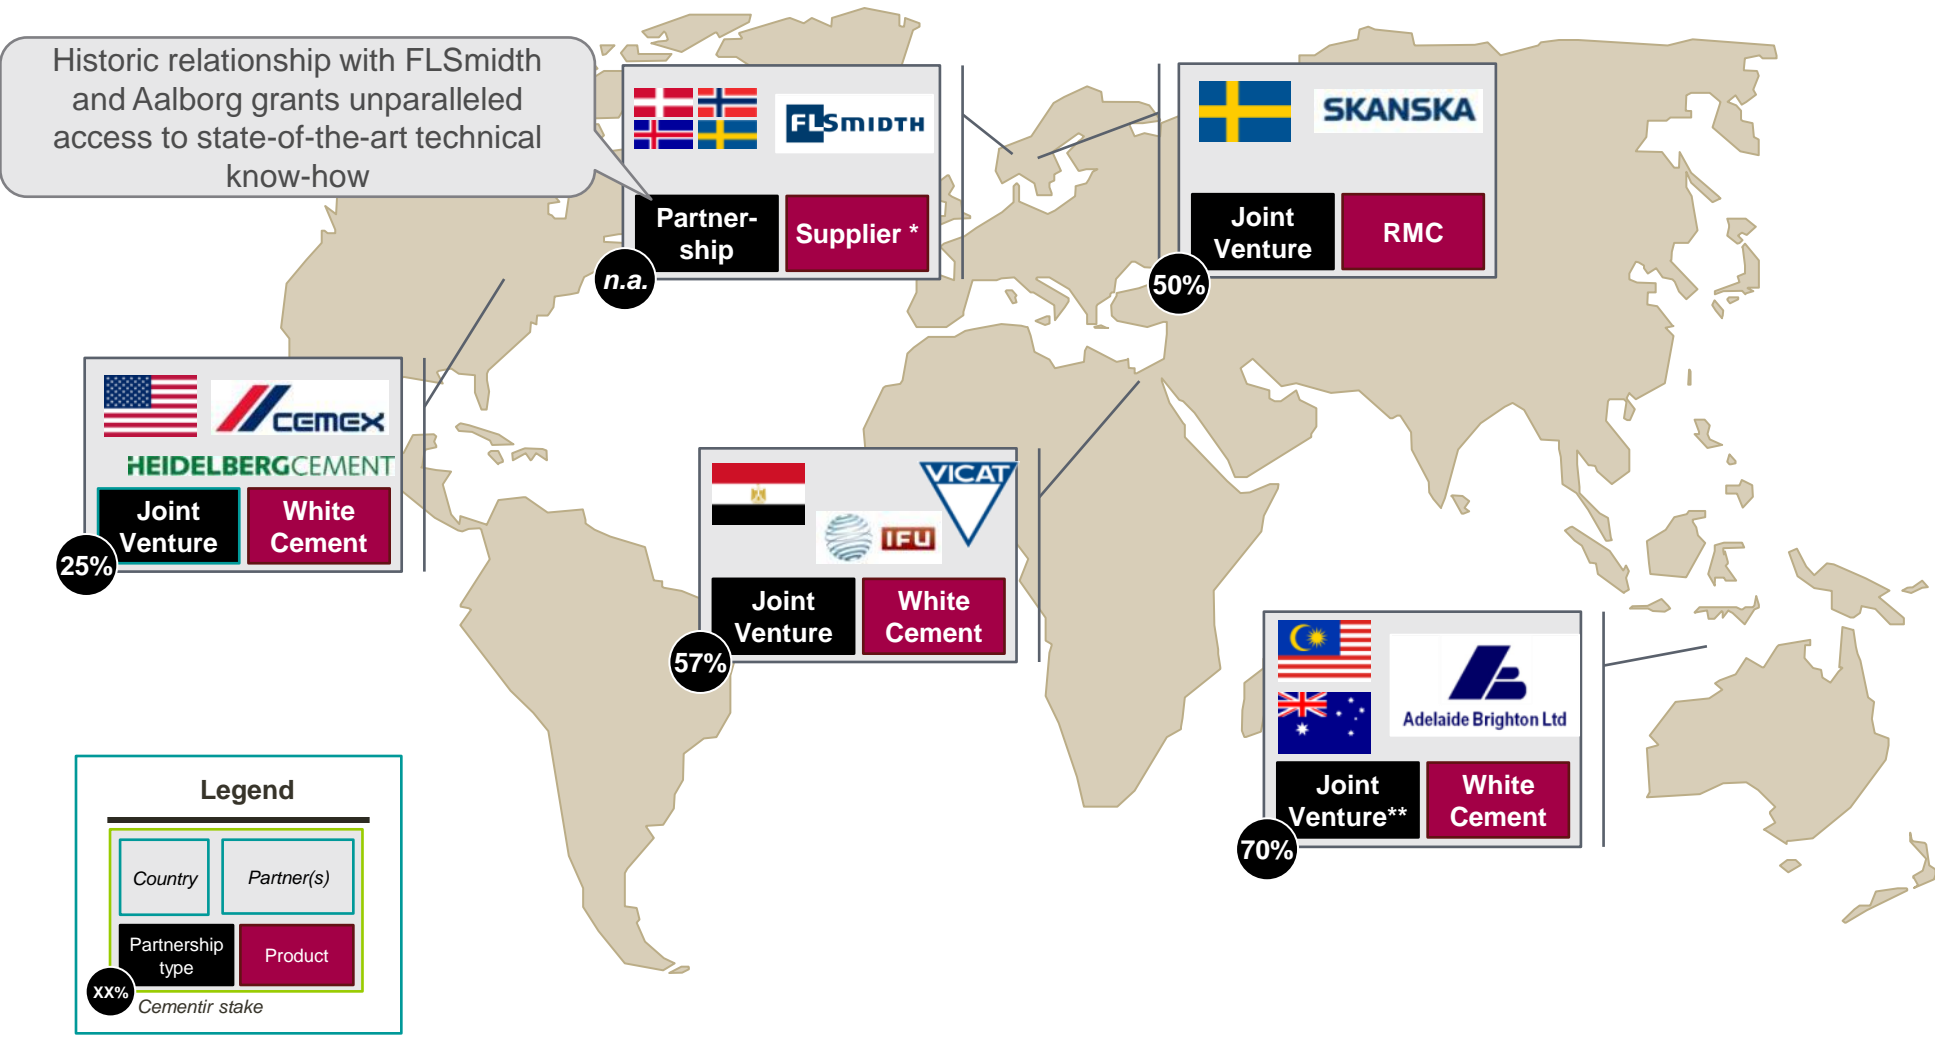 Historic relationship with FLSmidth
and Aalborg grants unparalleled
access to state-of-the-art technical
know-how
FLSMIDTH
Partner-
ship
Supplier *
n.a.
SKANSKA
Joint
Venture
RMC
50%
CEMEX
HEIDELBERGCEMENT
Joint
Venture
White
Cement
25%
VICAT
IFU
Joint
Venture
White
Cement
57%
Adelaide Brighton Ltd
Joint
Venture**
White
Cement
70%
Legend
Country
Partner(s)
Partnership
type
Product
XX%
Cementir stake